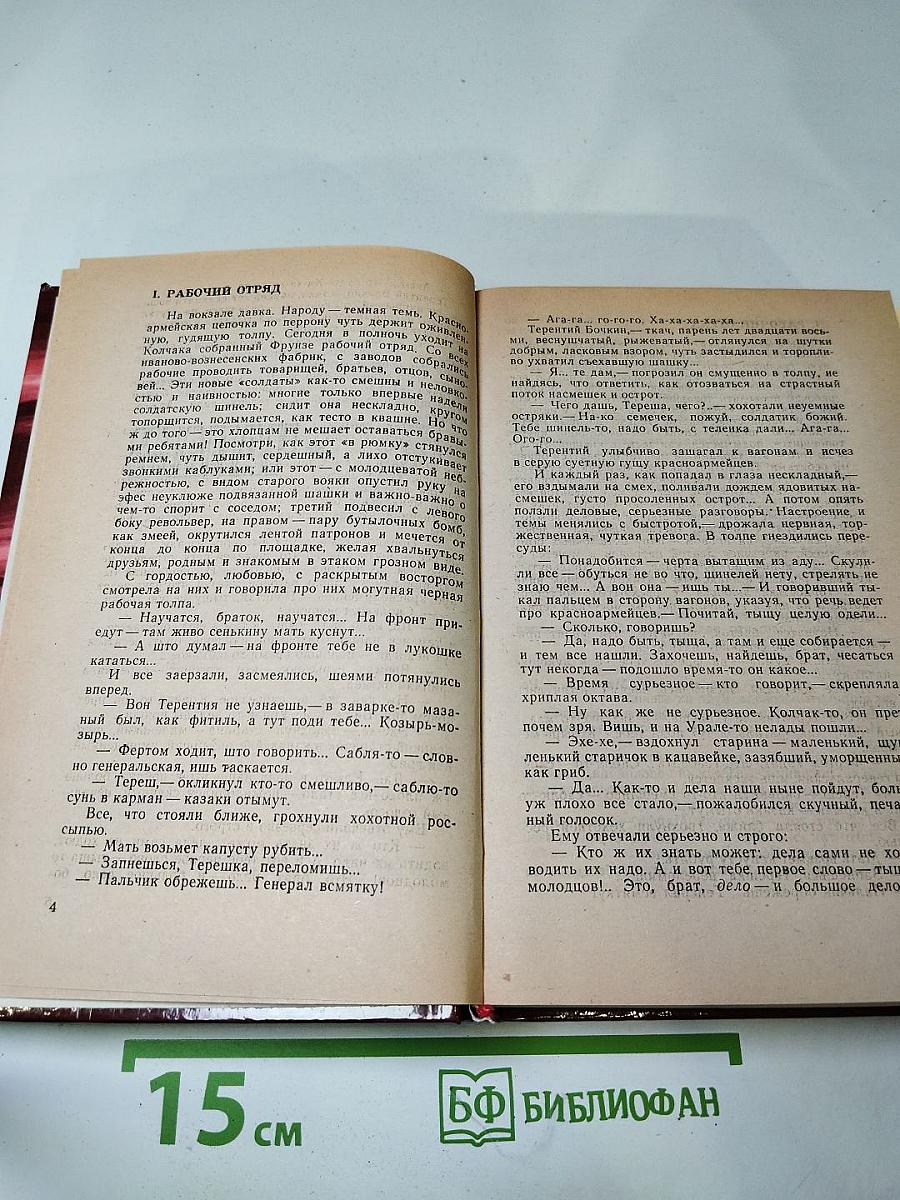 I. РАБОЧИЙ ОТРЯД
На вокзале давка. Народу — темная темь. Красно-
армейская цепочка по перрону чуть держит оживлен-
ную, гудящую толпу. Сегодня в полночь уходит на
Колчака собранный Фрунзе рабочий отряд. Со всех
иваново-вознесенских фабрик, с заводов собрались
рабочие проводить товарищей, братьев, отцов, сыно-
вей... Эти новые «солдаты» как-то смешны и неловко-
стью и наивностью: многие только впервые надели
солдатскую шинель; сидит она нескладно, кругом
топорщится, подымается, как тесто в квашне. Но что
ж до того — это хлопцам не мешает оставаться бравы-
ми ребятами! Посмотри, как этот «в рюмку» стянулся
ремнем, чуть дышит, сердешный, а лихо отстукивает
звонкими каблуками; или этот — с молодцеватой неб-
режностью, с видом старого вояки опустил руку на
эфес неуклюже подвязанной шашки и важно-важно о
чем-то спорит с соседом; третий подвесил с левого
боку револьвер, на правом — пару бутылочных бомб,
как змеей, окрутился лентой патронов и мечется от
конца до конца по площадке, желая хвальнуться
друзьям, родным и знакомым в этаком грозном виде.
С гордостью, любовью, с раскрытым восторгом
смотрела на них и говорила про них могутная черная
рабочая толпа.
— Научатся, браток, научатся... На фронт при-
едут — там живо сенькину мать куснут...
— А што думал — на фронте тебе не в лукошке
кататься...
И все заерзали, засмеялись, шеями потянулись
вперед.
— Вон Терентия не узнаешь,— в заварке-то маза-
ный был, как фитиль, а тут поди тебе... Козырь-мо-
зырь...
— Фертом ходит, што говорить... Сабля-то — слов-
но генеральская, ишь таскается.
— Тереш,— окликнул кто-то смешливо,— саблю-то
сунь в карман — казаки отымут.
Все, что стояли ближе, грохнули хохотной рос-
сыпью.
— Мать возьмет капусту рубить...
— Запнешься, Терешка, переломишь...
— Пальчик обрежешь... Генерал всмятку!
4
— Ага-га... го-го-го. Ха-ха-ха-ха-ха...
Терентий Бочкин,— ткач, парень лет двадцати вось-
ми, веснушчатый, рыжеватый,— оглянулся на шутки
добрым, ласковым взором, чуть застыдился и торопли-
во ухватил съехавшую шашку...
— Я... те дам,— погрозил он смущенно в толпу, не
найдясь, что ответить, как отозваться на страстный
поток насмешек и острот.
— Чего дашь, Тереша, чего?..— хохотали неуемные
остряки.— На-ко семечек, пожуй, солдатик божий.
Тебе шинель-то, надо быть, с теленка дали... Ага-га...
Ого-го...
Терентий улыбчиво зашагал к вагонам и исчез
в серую суетную гущу красноармейцев.
И каждый раз, как попадал в глаза нескладный,—
его вздымали на смех, поливали дождем ядовитых на-
смешек, густо просоленных острот... А потом опять
ползли деловые, серьезные разговоры. Настроение и
темы менялись с быстротой,— дрожала нервная, тор-
жественная, чуткая тревога. В толпе гнездились пере-
суды:
— Понадобится — черта вытащим из аду... Скули-
ли все — обуться не во что, шинелей нету, стрелять не
знаю чем... А вон она — ишь ты...— И говоривший ты-
кал пальцем в сторону вагонов, указуя, что речь ведет
про красноармейцев.— Почитай, тыщу целую одели...
— Сколько, говоришь?
— Да, надо быть, тыща, а там и еще собирается —
и тем все нашли. Захочешь, найдешь, брат, чесаться
тут некогда — подошло время-то он какое...
— Время сурьезное — кто говорит,— скрепляла
хриплая октава.
— Ну как же не сурьезное. Колчак-то, он прет
почем зря. Вишь, и на Урале-то нелады пошли...
— Эхе-хе,— вздохнул старина — маленький, щуп
ленький старичок в кацавейке, зазябший, уморщенны
как гриб.
— Да... Как-то и дела наши ныне пойдут, боль
уж плохо все стало,— пожалобился скучный, печа
ный голосок.
Ему отвечали серьезно и строго:
— Кто ж их знать может: дела сами не хо
водить их надо. А и вот тебе первое слово — тыщ
молодцов!.. Это, брат, дело — и большое дело
15 см
БФ БИБЛИОФАН